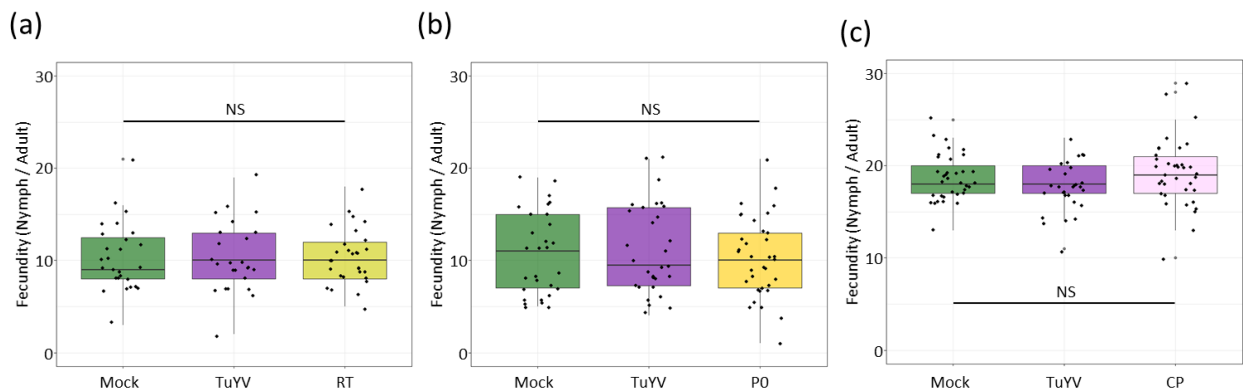 (a)
Fecundity (Nymph / Adult)
30
20
10
0
NS
Mock TuYV RT
(b)
Fecundity (Nymph / Adult)
30
20
10
0
NS
Mock TuYV P0
(c)
Fecundity (Nymph / Adult)
30
20
10
0
NS
Mock TuYV CP